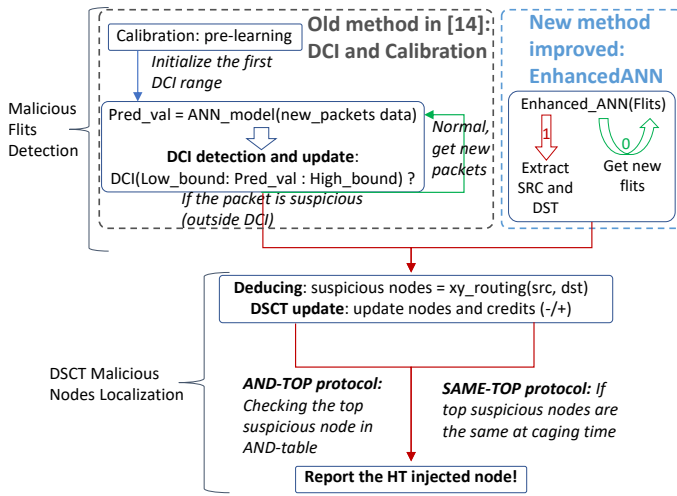 Old method in [14]:
DCI and Calibration
Calibration: pre-learning
Initialize the first
DCI range
Pred_val = ANN_model(new_packets data)
DCI detection and update:
DCI(Low_bound: Pred_val : High_bound) ?
If the packet is suspicious
(outside DCI)
Normal,
get new
packets
New method
improved:
EnhancedANN
Enhanced_ANN(Flits)
1
0
Extract
SRC and
DST
Get new
flits
Malicious
Flits
Detection
Deducing: suspicious nodes = xy_routing(src, dst)
DSCT update: update nodes and credits (-/+)
DSCT Malicious
Nodes Localization
AND-TOP protocol:
Checking the top
suspicious node in
AND-table
SAME-TOP protocol: If
top suspicious nodes are
the same at caging time
Report the HT injected node!